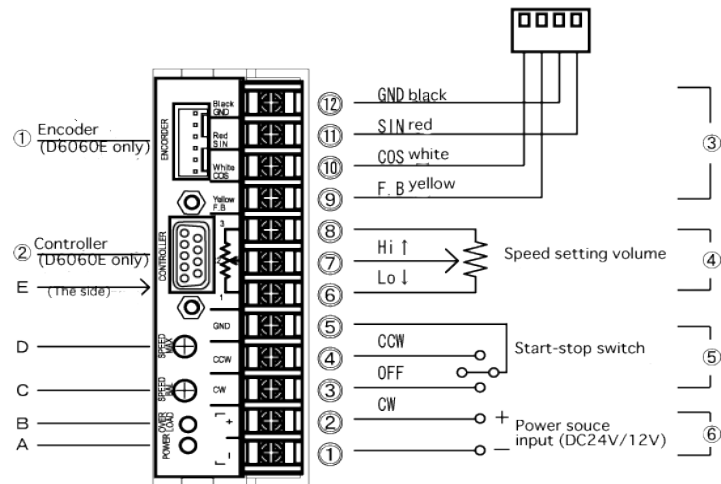 ① Encoder
(D6060E only)
② Controller
(D6060E only)
E
(The side)
D
C
B
A
ENCORDER
CONTROLLER
SPEED
MAX
SPEED
OVER
LOAD
POWER
Black
GND
Red
SIN
White
COS
Yellow
F.B
3
2
1
GND
CCW
CW
+
−
⑫ GND black
⑪ SIN red
⑩ COS white
⑨ F.B yellow
③
⑧
⑦ Hi ↑
⑥ Lo ↓
Speed setting volume
④
⑤
④ CCW
③ OFF
Start-stop switch
⑤
② CW
+
①
−
Power souce
input (DC24V/12V)
⑥